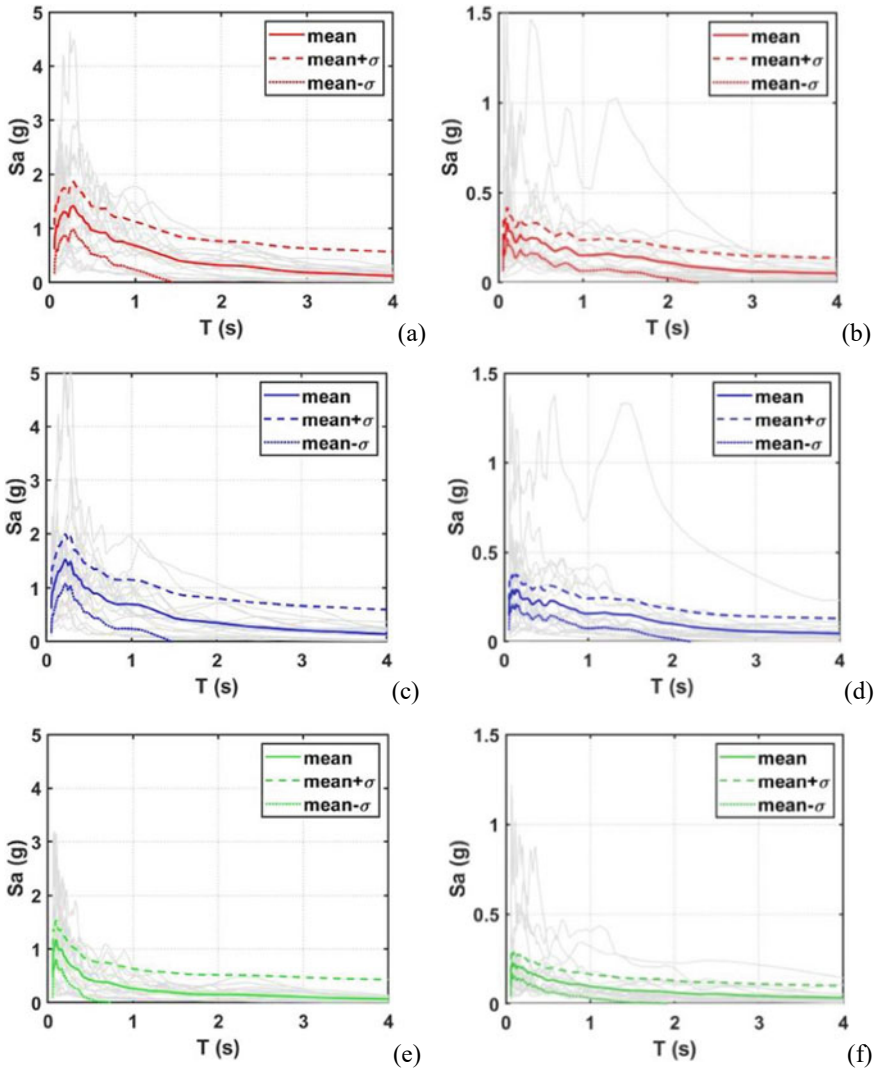 5
4
3
2
1
0
Sa (g)
0 1 2 3 4
T (s)
mean
mean+σ
mean-σ
(a)
1.5
1
0.5
0
Sa (g)
0 1 2 3 4
T (s)
mean
mean+σ
mean-σ
(b)
5
4
3
2
1
0
Sa (g)
0 1 2 3 4
T (s)
mean
mean+σ
mean-σ
(c)
1.5
1
0.5
0
Sa (g)
0 1 2 3 4
T (s)
mean
mean+σ
mean-σ
(d)
5
4
3
2
1
0
Sa (g)
0 1 2 3 4
T (s)
mean
mean+σ
mean-σ
(e)
1.5
1
0.5
0
Sa (g)
0 1 2 3 4
T (s)
mean
mean+σ
mean-σ
(f)